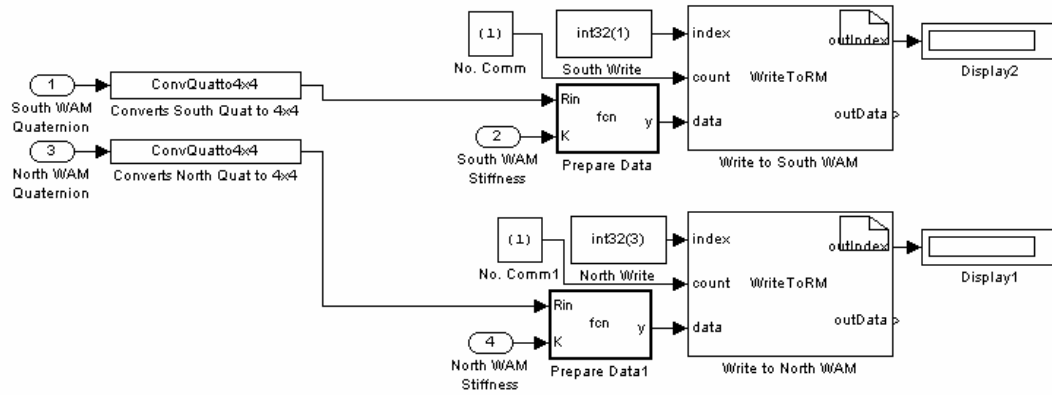 (1)
No. Comm
int32(1)
South Write
index
count
data
WriteToRM
outIndex
outData
Write to South WAM
Display2
1
South WAM
Quaternion
ConvQuatto4x4
Converts South Quat to 4x4
Rin
K
fcn
y
Prepare Data
2
South WAM
Stiffness
3
North WAM
Quaternion
ConvQuatto4x4
Converts North Quat to 4x4
(1)
No. Comm1
int32(3)
North Write
index
count
data
WriteToRM
outIndex
outData
Write to North WAM
Display1
Rin
K
fcn
y
Prepare Data1
4
North WAM
Stiffness